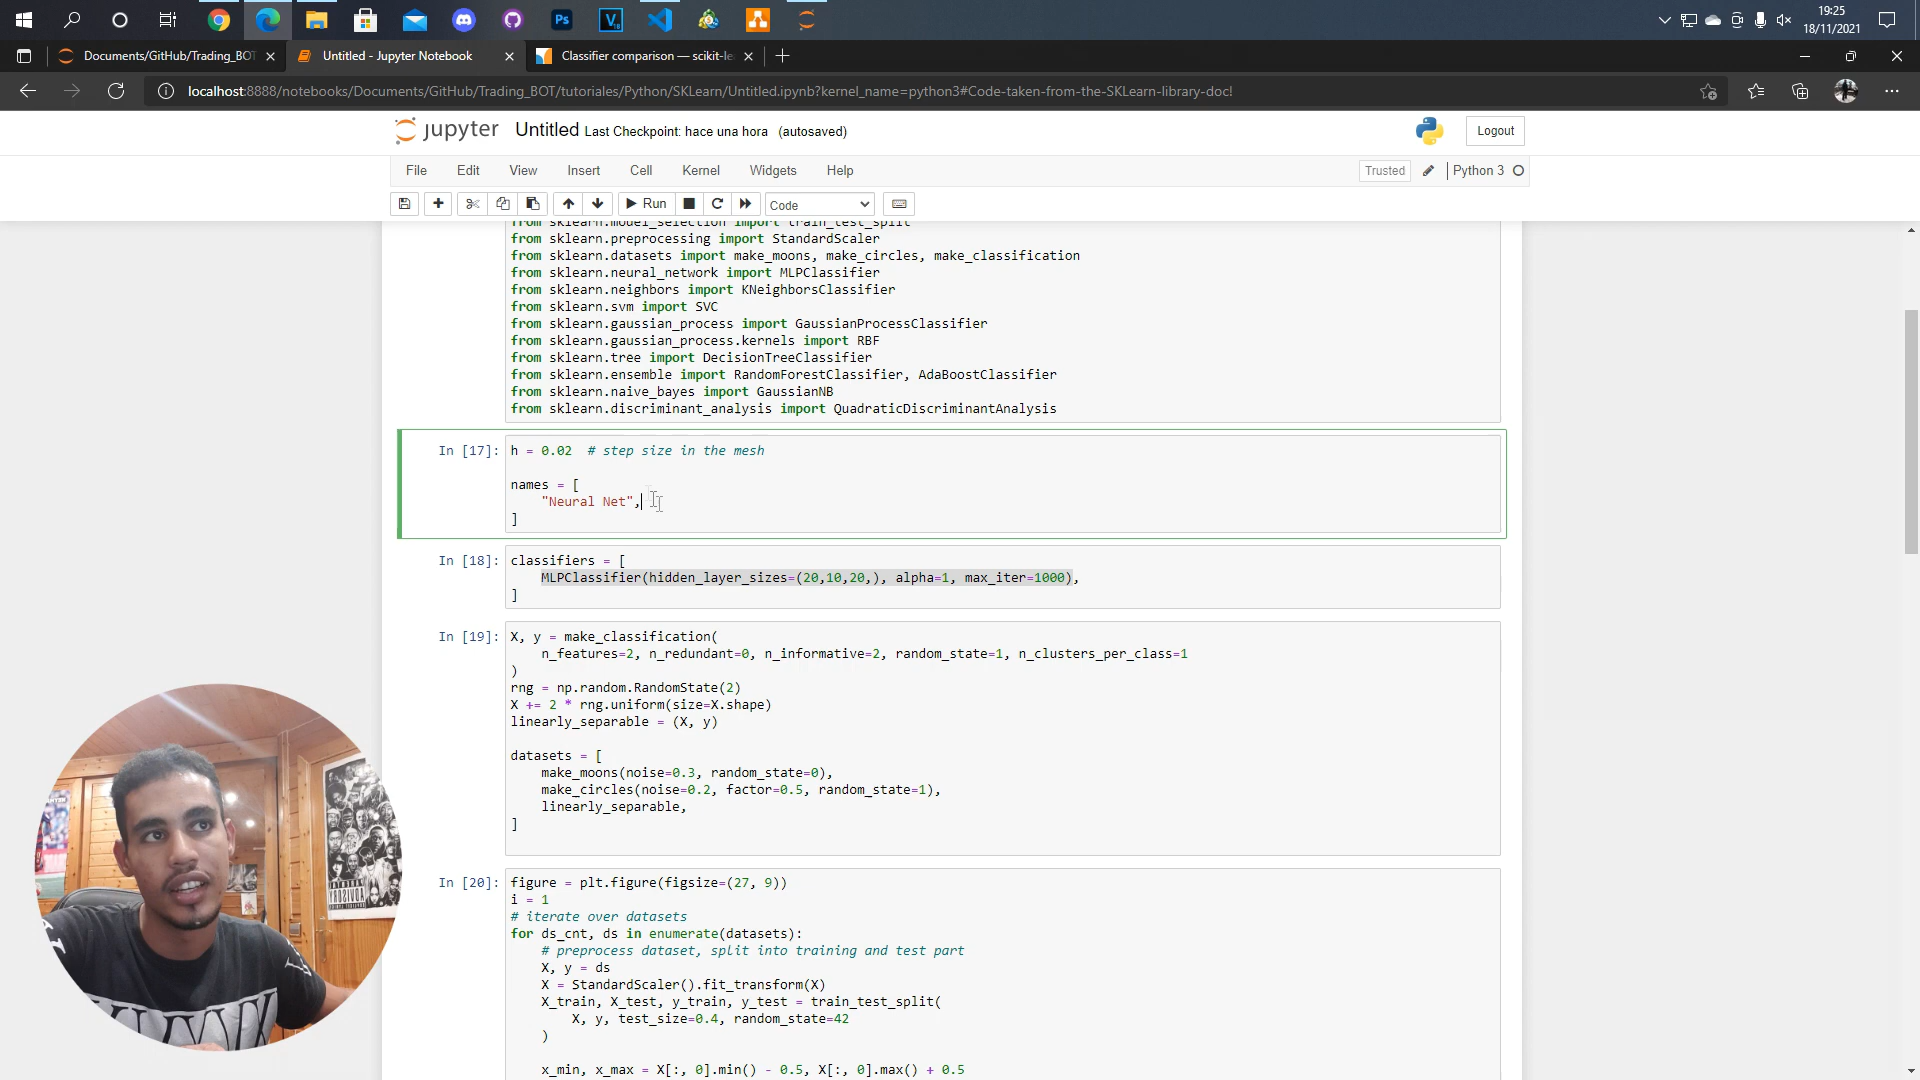 Ps
19:25
18/11/2021
Documents/GitHub/Trading_BOT
Untitled - Jupyter Notebook
Classifier comparison — scikit-le
localhost:8888/notebooks/Documents/GitHub/Trading_BOT/tutoriales/Python/SKLearn/Untitled.ipynb?kernel_name=python3#Code-taken-from-the-SKLearn-library-doc!
jupyter Untitled Last Checkpoint: hace una hora (autosaved)
Logout
File Edit View Insert Cell Kernel Widgets Help
Trusted
Python 3
Run
Code
from sklearn.model_selection import train_test_split
from sklearn.preprocessing import StandardScaler
from sklearn.datasets import make_moons, make_circles, make_classification
from sklearn.neural_network import MLPClassifier
from sklearn.neighbors import KNeighborsClassifier
from sklearn.svm import SVC
from sklearn.gaussian_process import GaussianProcessClassifier
from sklearn.gaussian_process.kernels import RBF
from sklearn.tree import DecisionTreeClassifier
from sklearn.ensemble import RandomForestClassifier, AdaBoostClassifier
from sklearn.naive_bayes import GaussianNB
from sklearn.discriminant_analysis import QuadraticDiscriminantAnalysis
In [17]: h = 0.02  # step size in the mesh
names = [
"Neural Net",
]
In [18]: classifiers = [
MLPClassifier(hidden_layer_sizes=(20,10,20,), alpha=1, max_iter=1000),
]
In [19]: X, y = make_classification(
n_features=2, n_redundant=0, n_informative=2, random_state=1, n_clusters_per_class=1
)
rng = np.random.RandomState(2)
X += 2 * rng.uniform(size=X.shape)
linearly_separable = (X, y)
datasets = [
make_moons(noise=0.3, random_state=0),
make_circles(noise=0.2, factor=0.5, random_state=1),
linearly_separable,
]
In [20]: figure = plt.figure(figsize=(27, 9))
i = 1
# iterate over datasets
for ds_cnt, ds in enumerate(datasets):
# preprocess dataset, split into training and test part
X, y = ds
X = StandardScaler().fit_transform(X)
X_train, X_test, y_train, y_test = train_test_split(
X, y, test_size=0.4, random_state=42
)
x_min, x_max = X[:, 0].min() - 0.5, X[:, 0].max() + 0.5